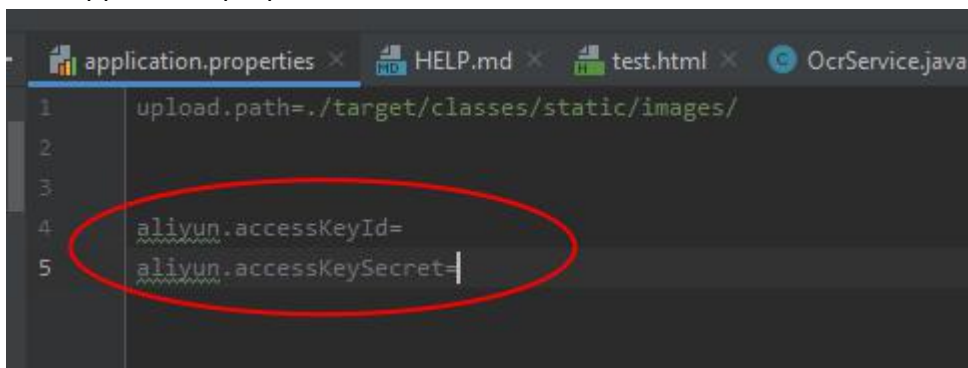 application.properties HELP.md test.html OcrService.java
1 upload.path=./target/classes/static/images/
2
3
4 aliyun.accessKeyId=
5 aliyun.accessKeySecret=